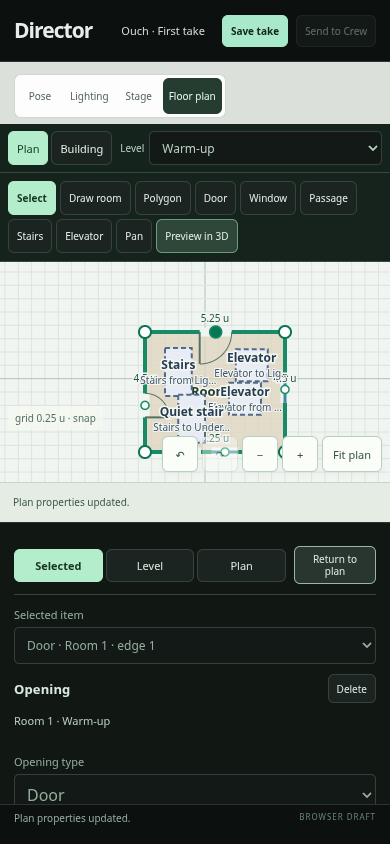 Director
Ouch · First take
Save take
Send to Crew
Pose
Lighting
Stage
Floor plan
Plan
Building
Level
Warm-up
Select
Draw room
Polygon
Door
Window
Passage
Stairs
Elevator
Pan
Preview in 3D
5.25 u
Stairs
Stairs from Lig...
Elevator
Elevator to Lig...
Elevator
Quiet stair
Stairs to Under...
grid 0.25 u · snap
↶
−
+
Fit plan
Plan properties updated.
Selected
Level
Plan
Return to
plan
Selected item
Door · Room 1 · edge 1
Opening
Delete
Room 1 · Warm-up
Opening type
Door
Plan properties updated.
BROWSER DRAFT